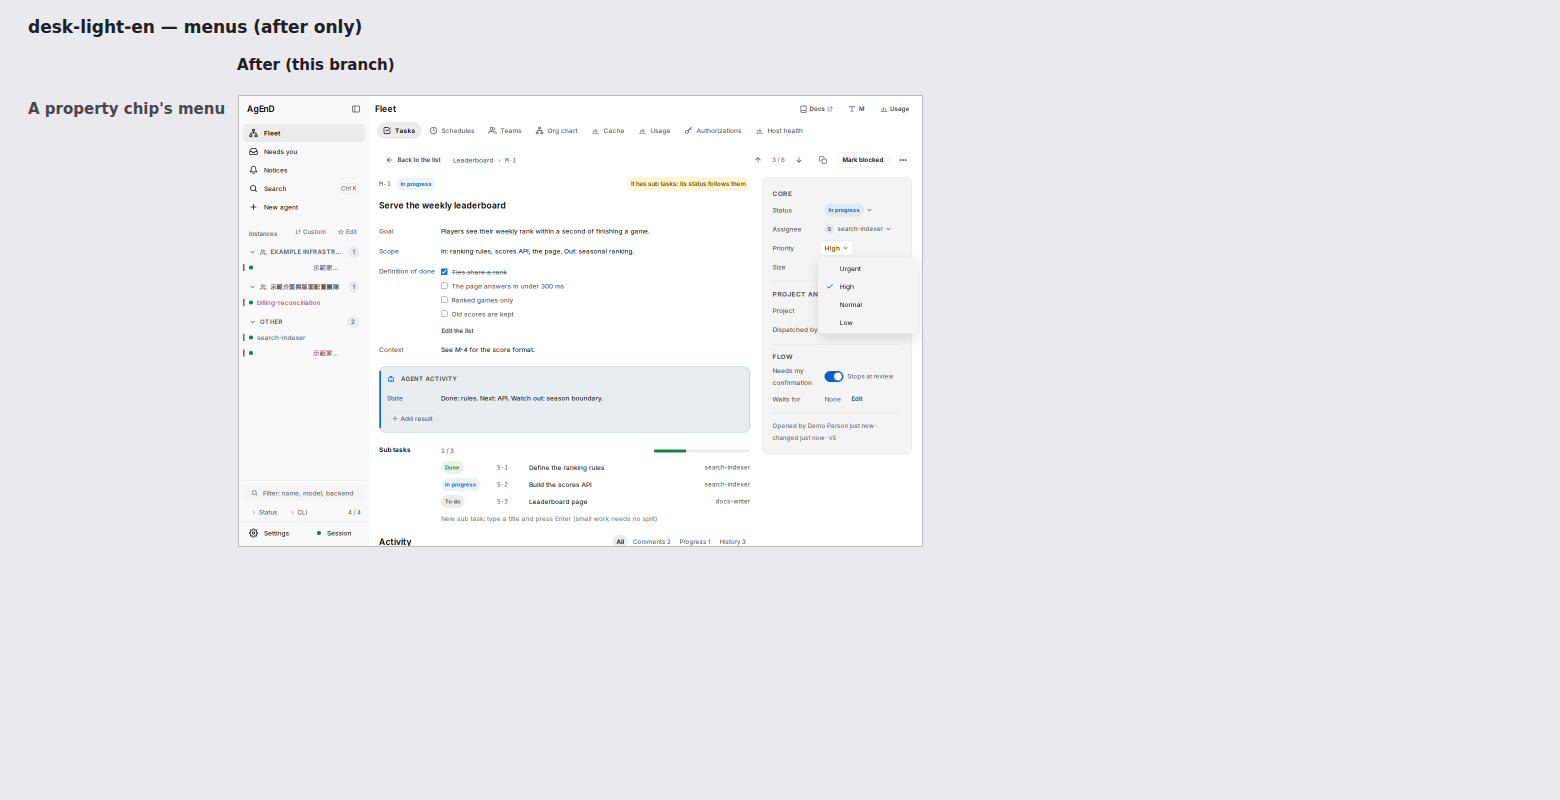 desk-light-en — menus (after only)
After (this branch)
A property chip's menu
AgEnD
Fleet
Needs you
Notices
Search Ctrl K
New agent
Instances Custom Edit
EXAMPLE INFRASTR... 1
示範家...
示範介面與版面配置團隊 1
billing-reconciliation
OTHER 2
search-indexer
示範家...
Filter: name, model, backend
Status CLI 4 / 4
Settings Session
Fleet
Docs M Usage
Tasks Schedules Teams Org chart Cache Usage Authorizations Host health
Back to the list Leaderboard › M-1 3 / 6 Mark blocked
M-1 In progress It has sub tasks: its status follows them
Serve the weekly leaderboard
Goal Players see their weekly rank within a second of finishing a game.
Scope In: ranking rules, scores API, the page. Out: seasonal ranking.
Definition of done Ties share a rank
The page answers in under 300 ms
Ranked games only
Old scores are kept
Edit the list
Context See M-4 for the score format.
AGENT ACTIVITY
State Done: rules. Next: API. Watch out: season boundary.
+ Add result
Sub tasks 1 / 3
Done S-1 Define the ranking rules search-indexer
In progress S-2 Build the scores API search-indexer
To do S-3 Leaderboard page docs-writer
New sub task: type a title and press Enter (small work needs no split)
Activity All Comments 2 Progress 1 History 3
CORE
Status In progress
Assignee S search-indexer
Priority High
Size
Urgent
High
Normal
Low
PROJECT AN
Project
Dispatched by
FLOW
Needs my confirmation Stops at review
Waits for None Edit
Opened by Demo Person just now ·
changed just now · v5